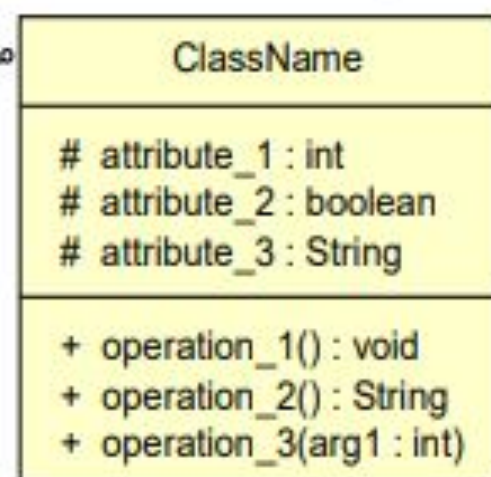 ClassName
# attribute_1 : int
# attribute_2 : boolean
# attribute_3 : String
+ operation_1() : void
+ operation_2() : String
+ operation_3(arg1 : int)